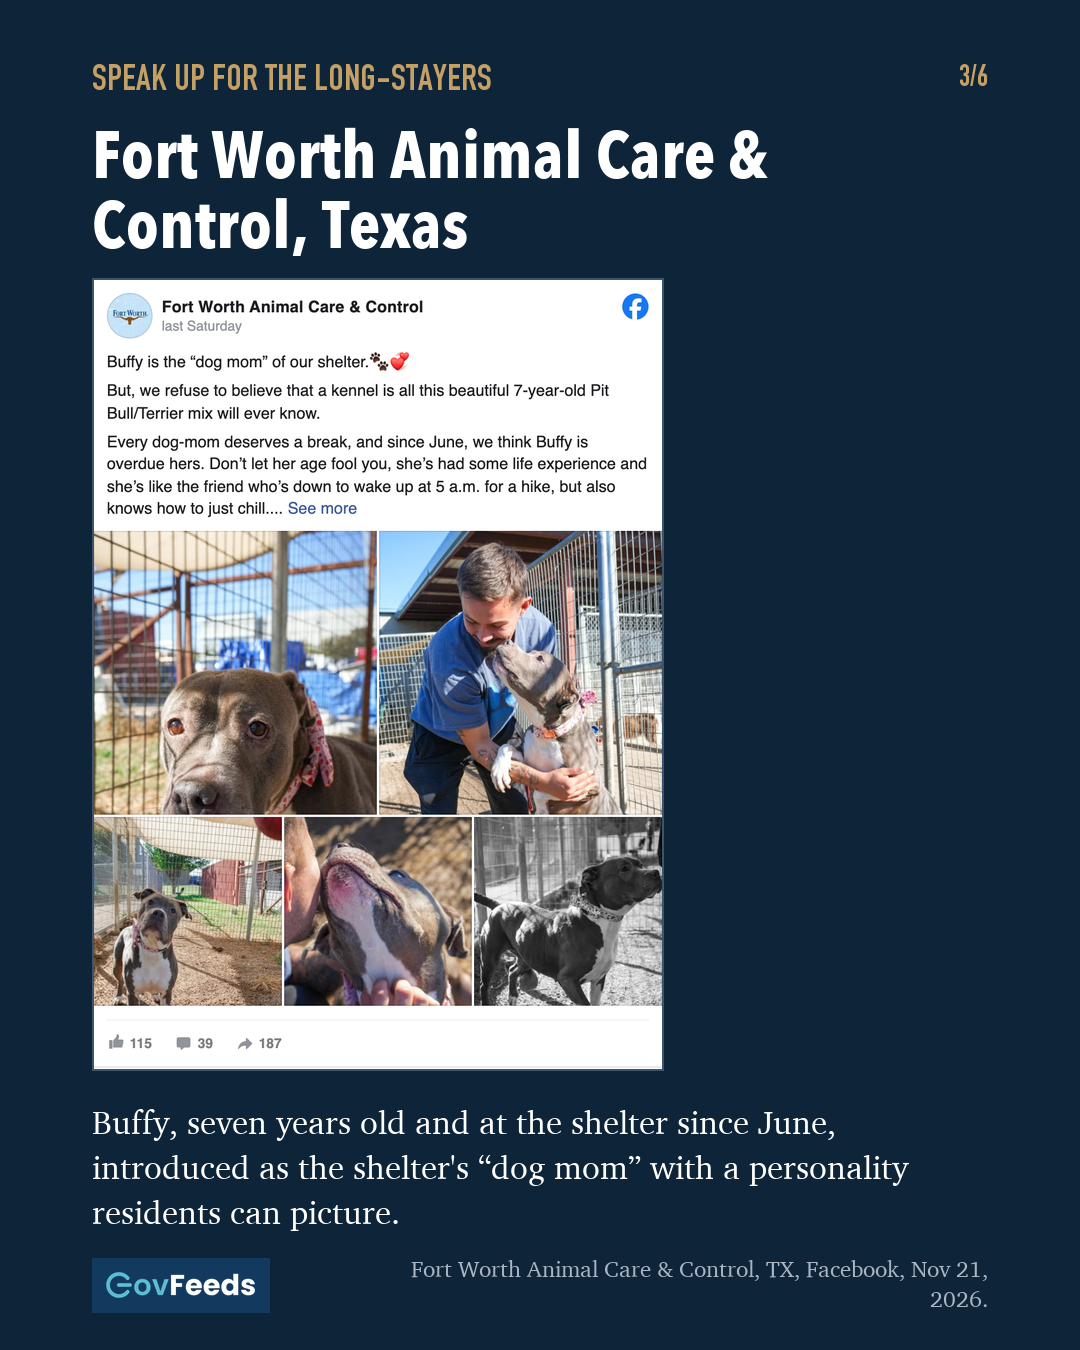 SPEAK UP FOR THE LONG-STAYERS
3/6
Fort Worth Animal Care &
Control, Texas
FORT WORTH
Fort Worth Animal Care & Control
last Saturday
Buffy is the “dog mom” of our shelter.🐾💕
But, we refuse to believe that a kennel is all this beautiful 7-year-old Pit
Bull/Terrier mix will ever know.
Every dog-mom deserves a break, and since June, we think Buffy is
overdue hers. Don’t let her age fool you, she’s had some life experience and
she’s like the friend who’s down to wake up at 5 a.m. for a hike, but also
knows how to just chill.... See more
115 39 187
Buffy, seven years old and at the shelter since June,
introduced as the shelter's “dog mom” with a personality
residents can picture.
GovFeeds
Fort Worth Animal Care & Control, TX, Facebook, Nov 21,
2026.